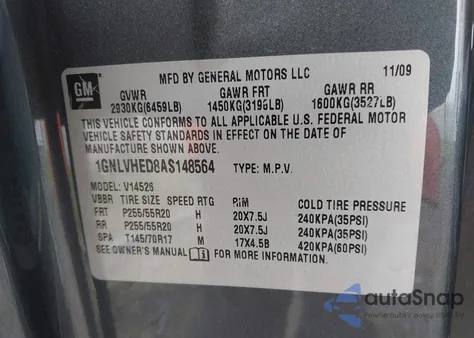 GM
MFD BY GENERAL MOTORS LLC 11/09
GVWR GAWR FRT GAWR RR
2930KG(6459LB) 1450KG(3196LB) 1600KG(3527LB)
THIS VEHICLE CONFORMS TO ALL APPLICABLE U.S. FEDERAL MOTOR
VEHICLE SAFETY STANDARDS IN EFFECT ON THE DATE OF
MANUFACTURE SHOWN ABOVE.
1GNLVHED8AS148564 TYPE: M.P.V.
MODEL: V14526
VBBR TIRE SIZE SPEED RTG RIM COLD TIRE PRESSURE
FRT P255/55R20 H 20X7.5J 240KPA(35PSI)
RR P255/55R20 H 20X7.5J 240KPA(35PSI)
SPA T145/70R17 M 17X4.5B 420KPA(60PSI)
SEE OWNER'S MANUAL FOR MORE INFORMATION.
autoSnap